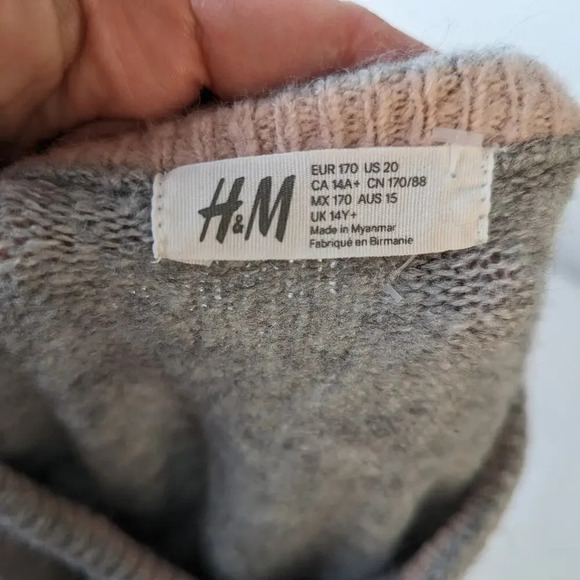 H&M
EUR 170 US 20
CA 14A+ CN 170/88
MX 170 AUS 15
UK 14Y+
Made in Myanmar
Fabriqué en Birmanie